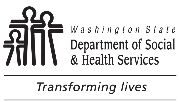 Washington State
Department of Social
& Health Services
Transforming lives